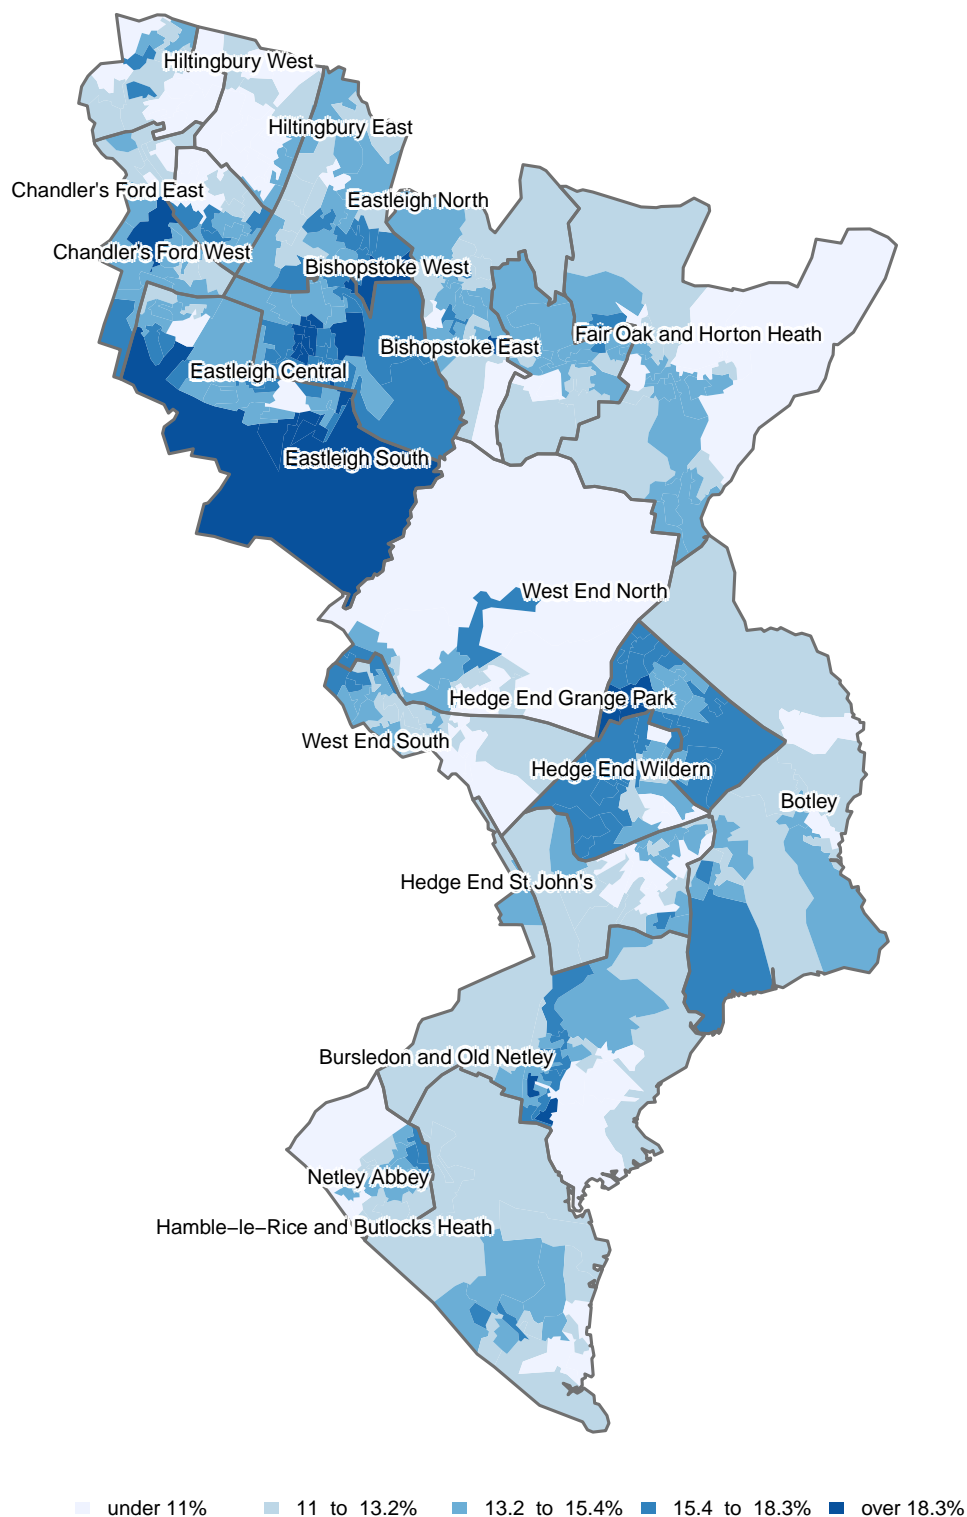 Hiltingbury West
Hiltingbury East
Chandler's Ford East
Eastleigh North
Chandler's Ford West
Bishopstoke West
Fair Oak and Horton Heath
Bishopstoke East
Eastleigh Central
Eastleigh South
West End North
Hedge End Grange Park
West End South
Hedge End Wildern
Botley
Hedge End St John's
Bursledon and Old Netley
Netley Abbey
Hamble−le−Rice and Butlocks Heath
under 11% 11 to 13.2% 13.2 to 15.4% 15.4 to 18.3% over 18.3%